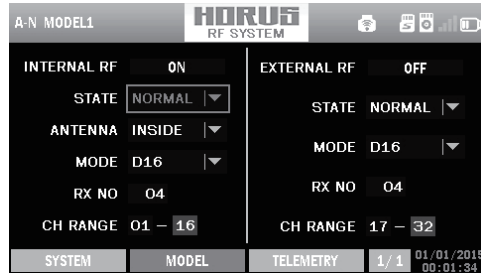 A-N MODEL1
HORUS
RF SYSTEM
INTERNAL RF ON
STATE NORMAL
ANTENNA INSIDE
MODE D16
RX NO 04
CH RANGE 01 – 16
EXTERNAL RF OFF
STATE NORMAL
MODE D16
RX NO 04
CH RANGE 17 – 32
SYSTEM MODEL TELEMETRY 1/1 01/01/2015
00:01:34